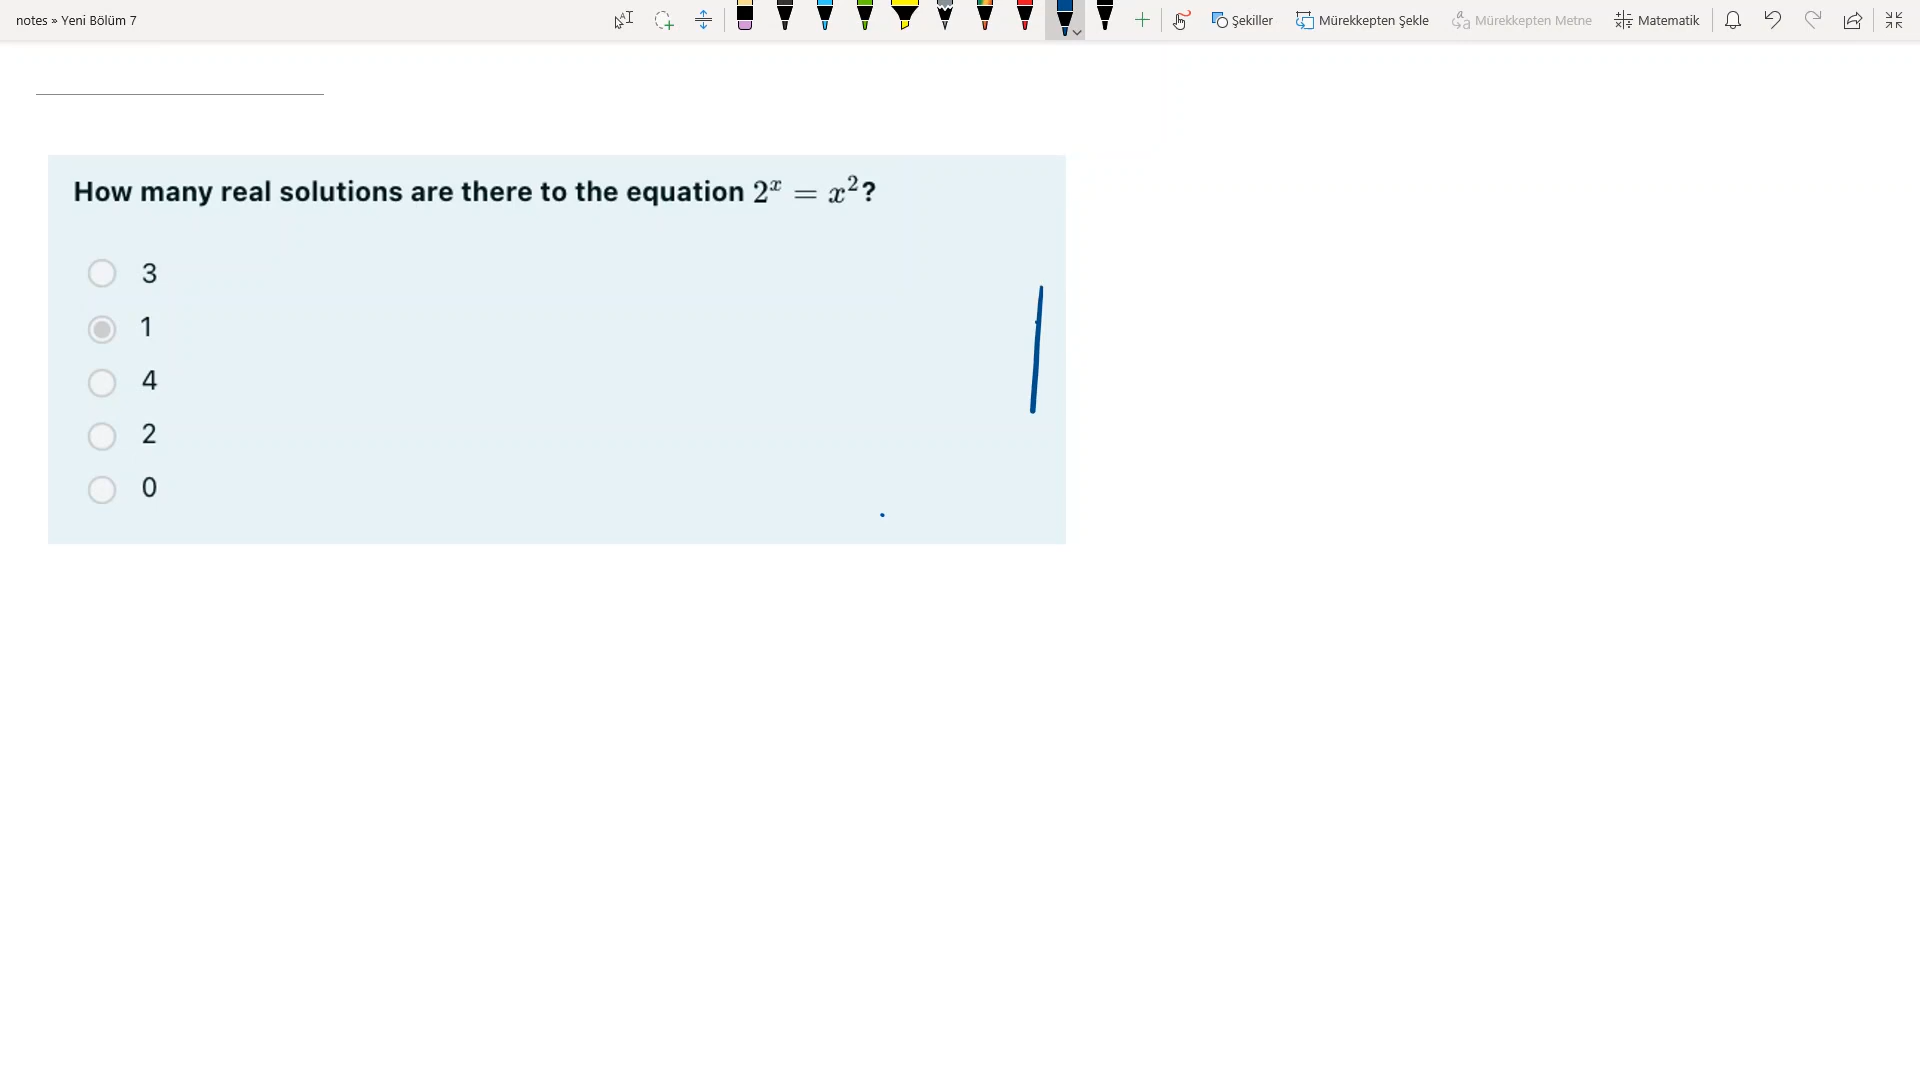 notes » Yeni Bölüm 7
Şekiller
Mürekkepten Şekle
Mürekkepten Metne
Matematik
How many real solutions are there to the equation 2^x = x^2?
3
1
4
2
0